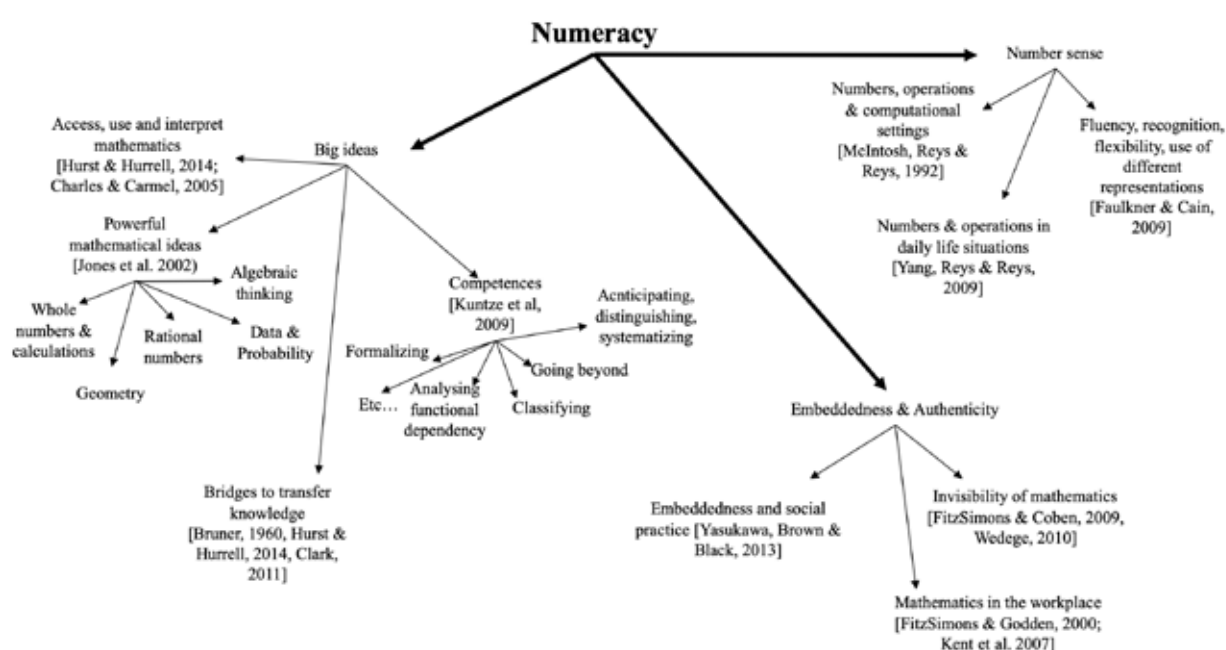 Numeracy
Number sense
Numbers, operations
& computational
settings
[McIntosh, Reys &
Reys, 1992]
Fluency, recognition,
flexibility, use of
different
representations
[Faulkner & Cain,
2009]
Numbers & operations in
daily life situations
[Yang, Reys & Reys,
2009]
Big ideas
Access, use and interpret
mathematics
[Hurst & Hurrell, 2014;
Charles & Carmel, 2005]
Powerful
mathematical ideas
[Jones et al. 2002)
Algebraic
thinking
Whole
numbers &
calculations
Rational
numbers
Data &
Probability
Geometry
Competences
[Kuntze et al,
2009]
Acnticipating,
distinguishing,
systematizing
Formalizing
Going beyond
Etc…
Analysing
functional
dependency
Classifying
Bridges to transfer
knowledge
[Bruner, 1960, Hurst &
Hurrell, 2014, Clark,
2011]
Embeddedness & Authenticity
Embeddedness and social
practice [Yasukawa, Brown &
Black, 2013]
Invisibility of mathematics
[FitzSimons & Coben, 2009,
Wedege, 2010]
Mathematics in the workplace
[FitzSimons & Godden, 2000;
Kent et al. 2007]